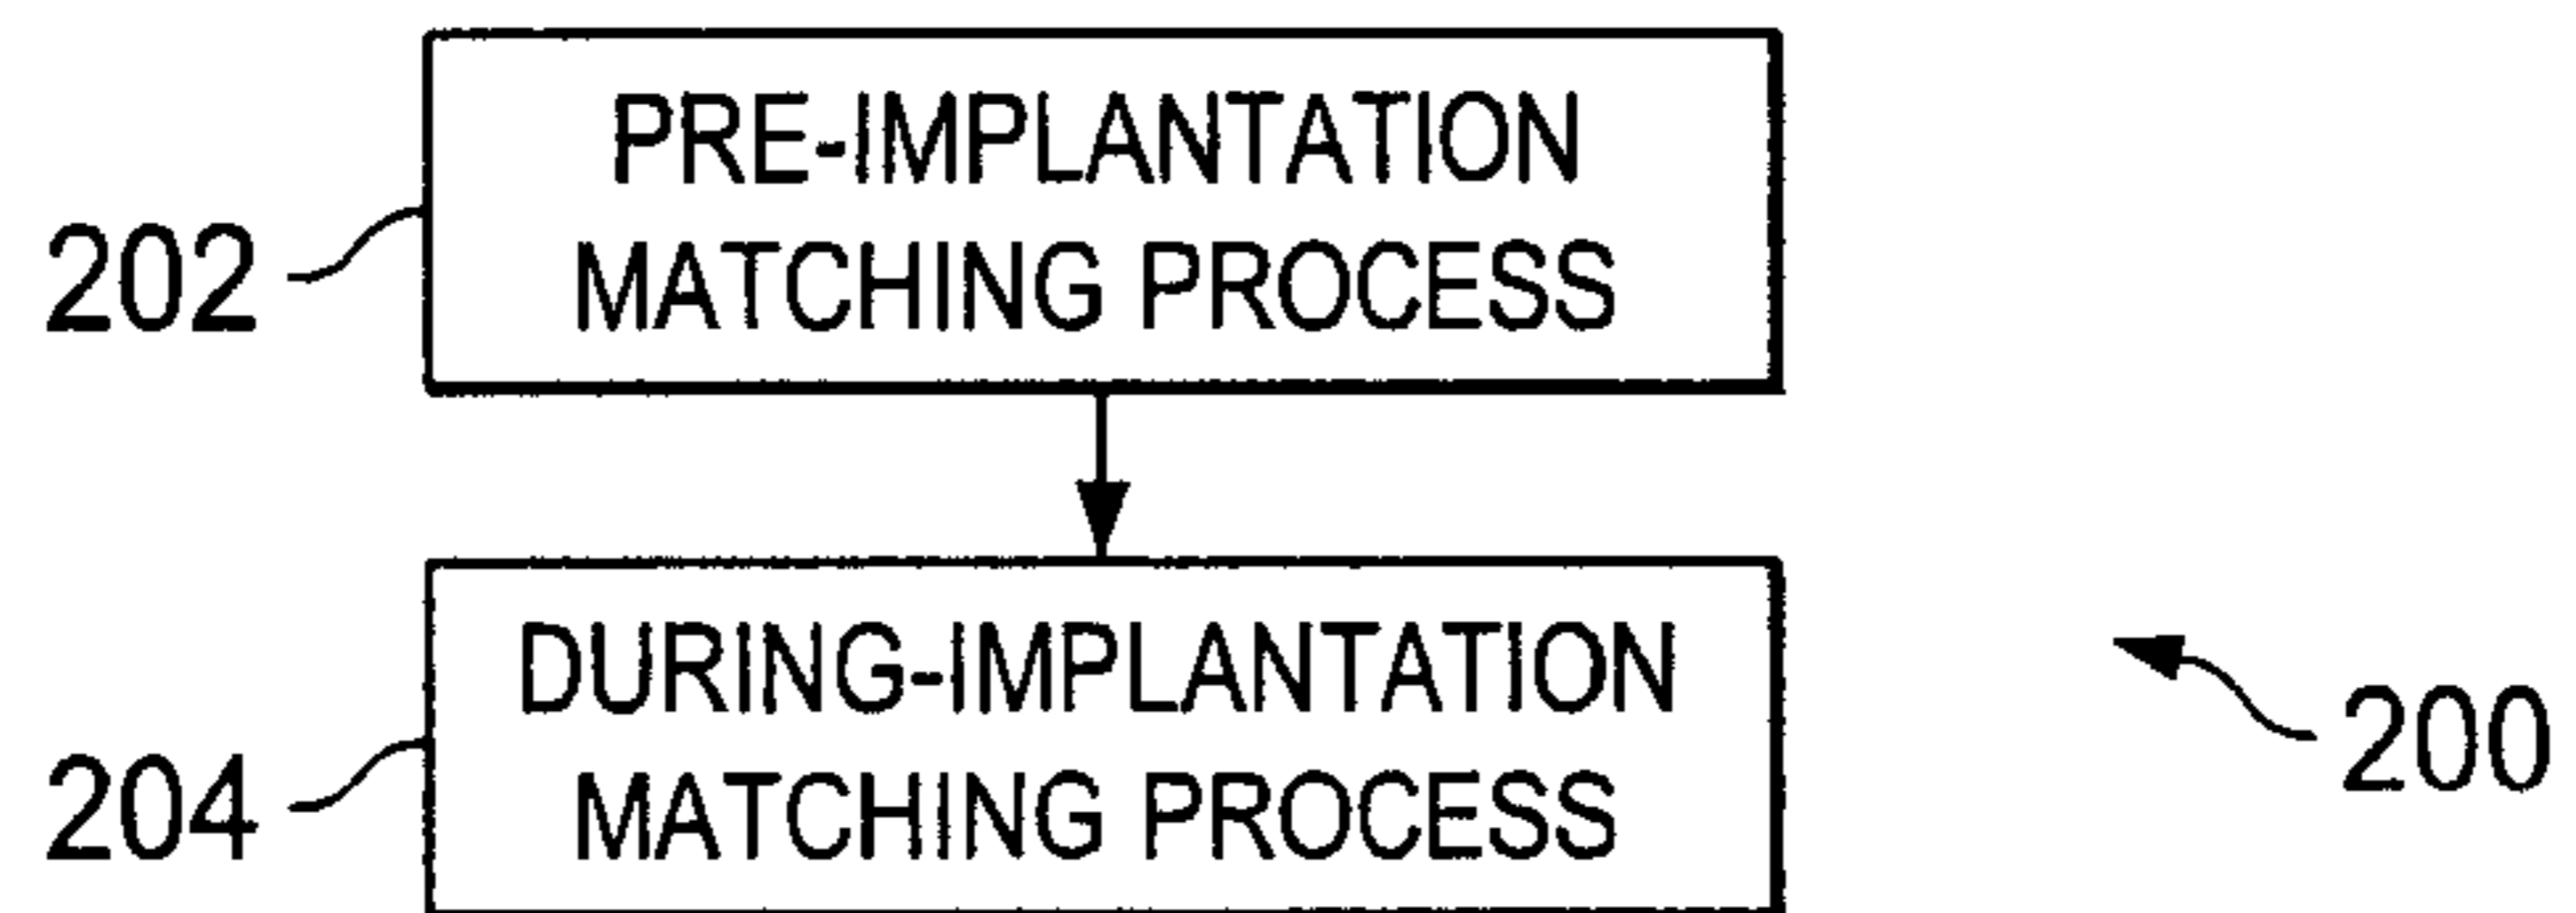 PRE-IMPLANTATION
MATCHING PROCESS
202
DURING-IMPLANTATION
MATCHING PROCESS
204
200